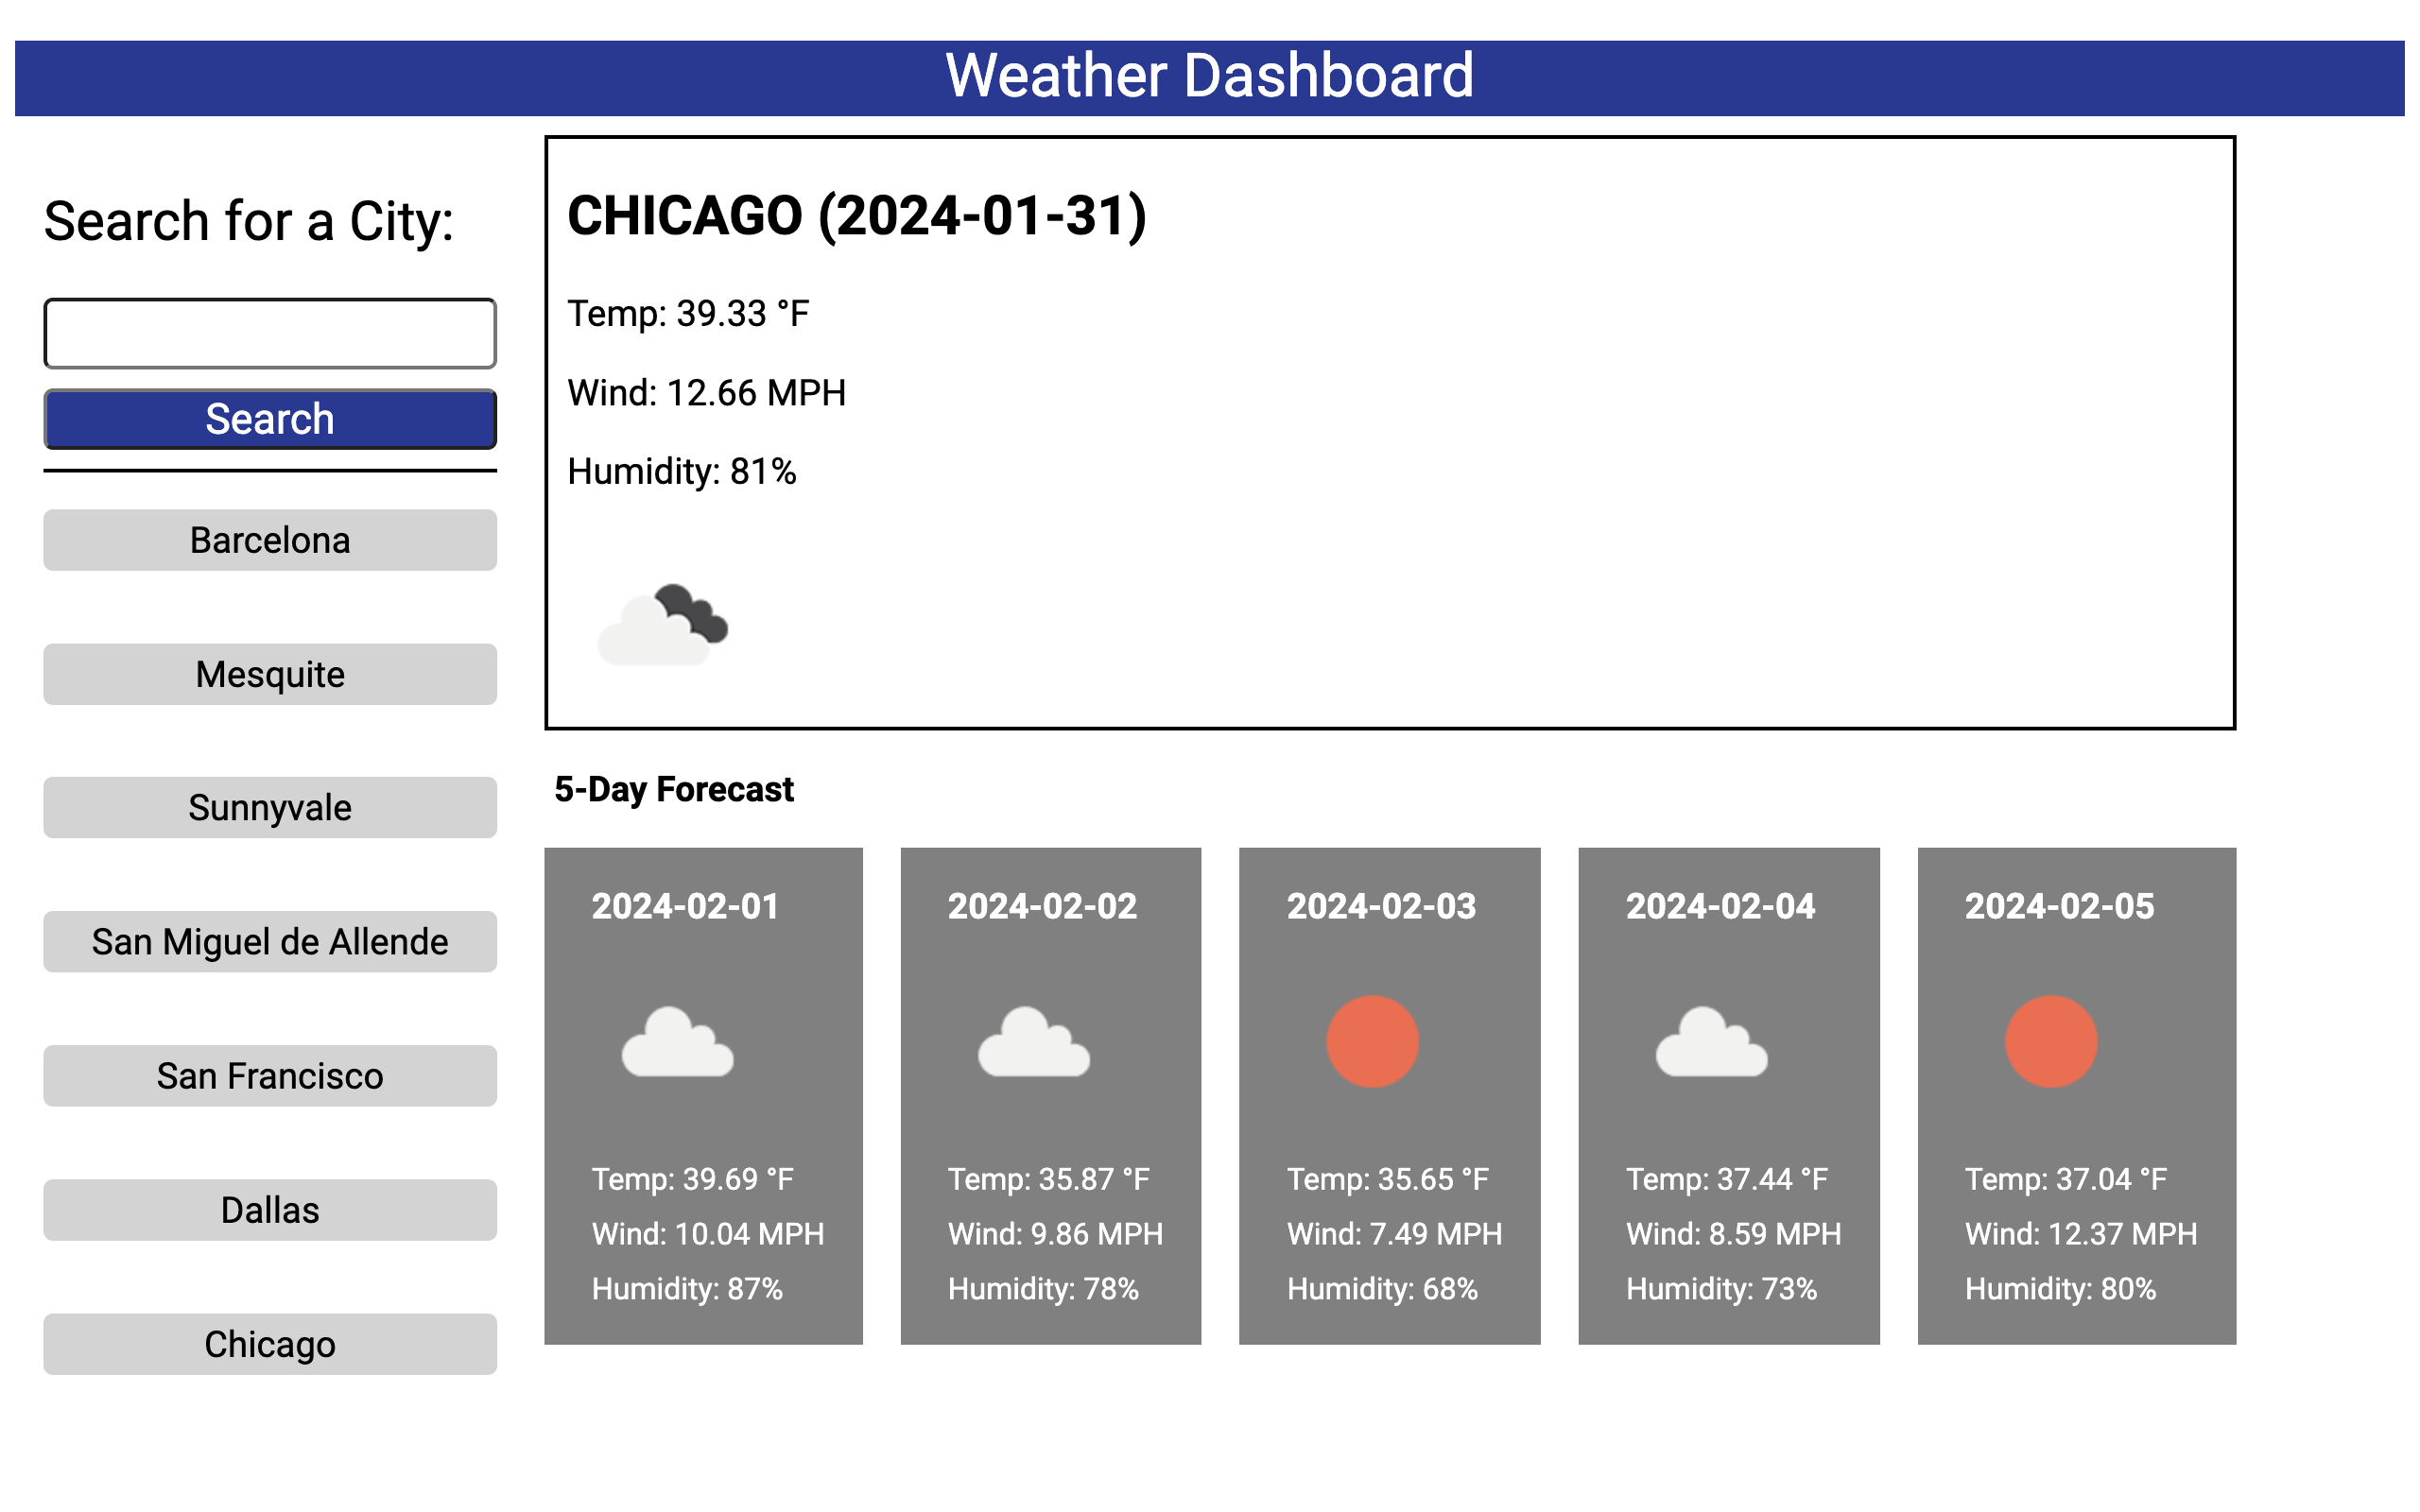 Weather Dashboard
Search for a City:
Search
Barcelona
Mesquite
Sunnyvale
San Miguel de Allende
San Francisco
Dallas
Chicago
CHICAGO (2024-01-31)
Temp: 39.33 °F
Wind: 12.66 MPH
Humidity: 81%
5-Day Forecast
2024-02-01
Temp: 39.69 °F
Wind: 10.04 MPH
Humidity: 87%
2024-02-02
Temp: 35.87 °F
Wind: 9.86 MPH
Humidity: 78%
2024-02-03
Temp: 35.65 °F
Wind: 7.49 MPH
Humidity: 68%
2024-02-04
Temp: 37.44 °F
Wind: 8.59 MPH
Humidity: 73%
2024-02-05
Temp: 37.04 °F
Wind: 12.37 MPH
Humidity: 80%